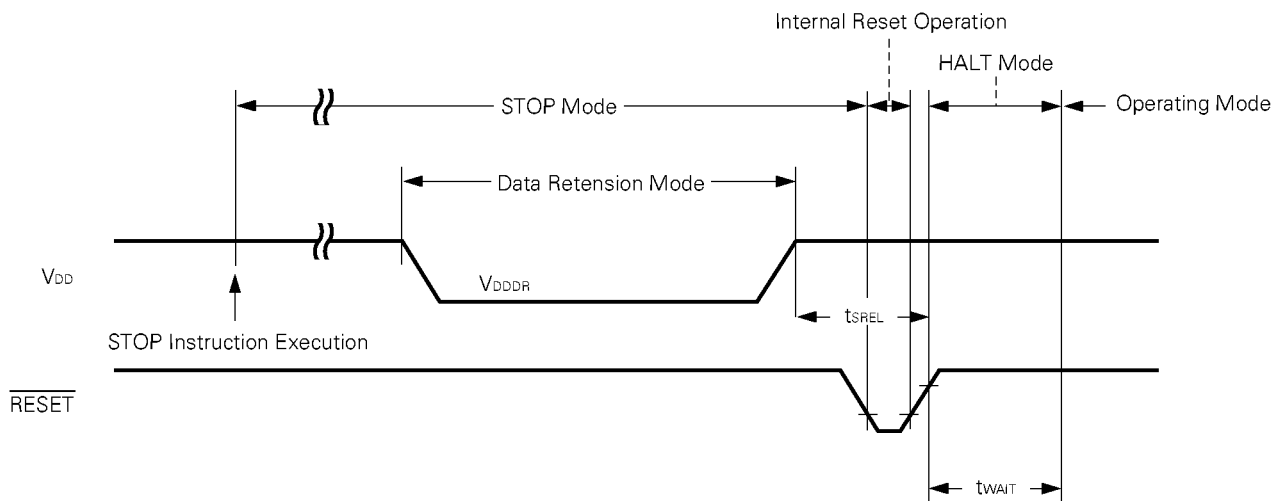 Internal Reset Operation
HALT Mode
STOP Mode
Operating Mode
Data Retension Mode
VDD
VDDDR
tSREL
STOP Instruction Execution
RESET
tWAIT